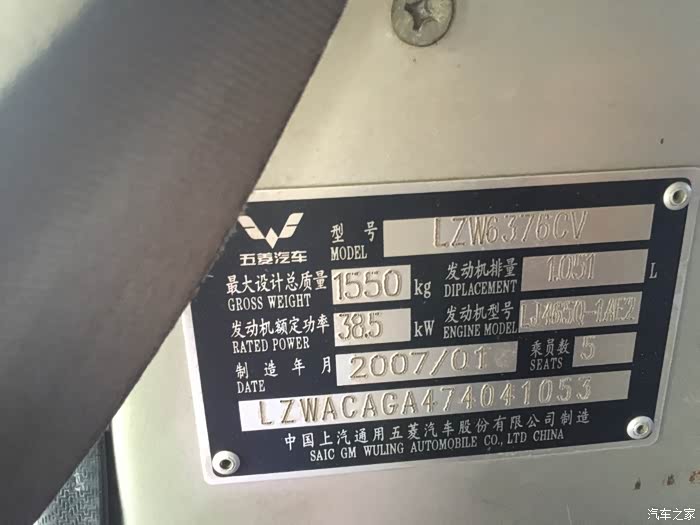 五菱汽车
型号 MODEL LZW6376CV
最大设计总质量 GROSS WEIGHT 1550 kg
发动机排量 DIPLACEMENT 1.051 L
发动机额定功率 RATED POWER 38.5 kW
发动机型号 ENGINE MODEL LJ465Q-1AE2
制造年月 DATE 2007/01
乘员数 SEATS 5
LZWACAGA474041053
中国上汽通用五菱汽车股份有限公司制造
SAIC GM WULING AUTOMOBILE CO., LTD CHINA
汽车之家